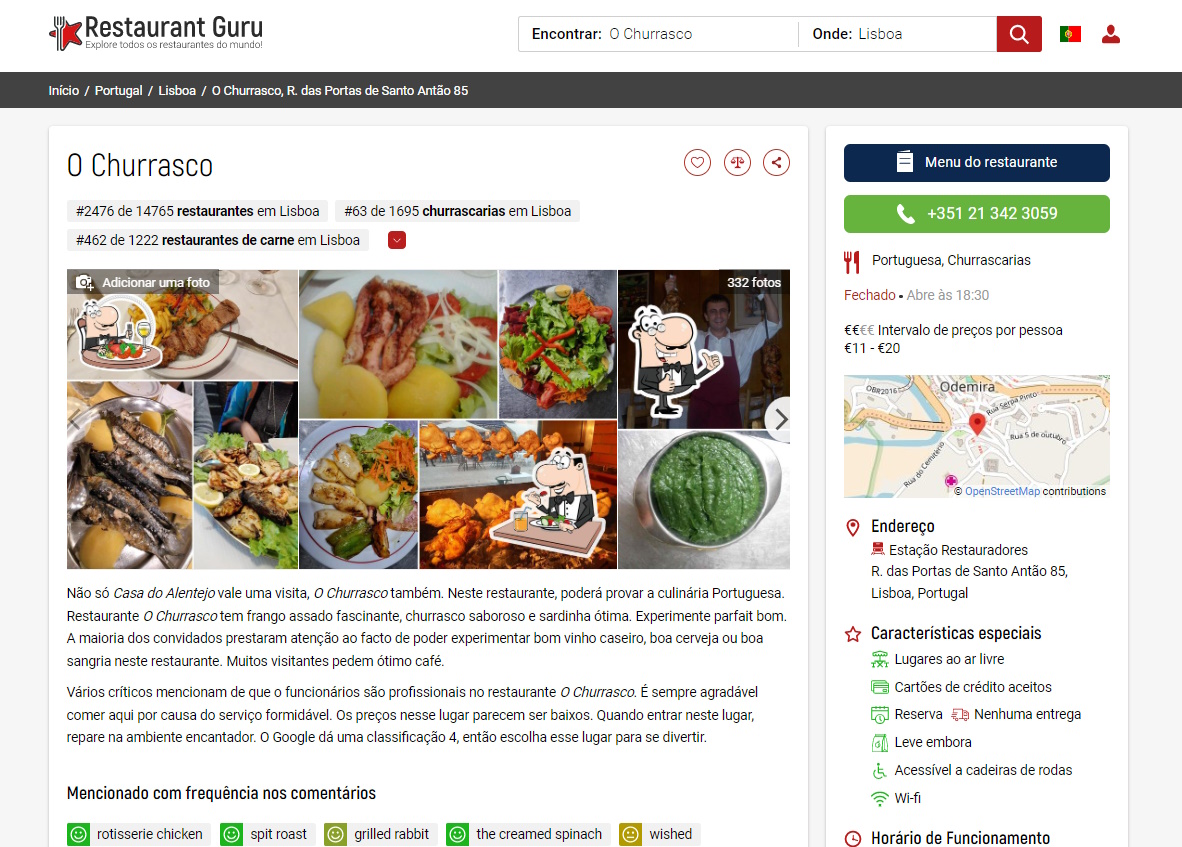 Restaurant Guru
Explore todos os restaurantes do mundo!
Encontrar: O Churrasco
Onde: Lisboa
Início / Portugal / Lisboa / O Churrasco, R. das Portas de Santo Antão 85
O Churrasco
#2476 de 14765 restaurantes em Lisboa
#63 de 1695 churrascarias em Lisboa
#462 de 1222 restaurantes de carne em Lisboa
Adicionar uma foto
332 fotos
Não só Casa do Alentejo vale uma visita, O Churrasco também. Neste restaurante, poderá provar a culinária Portuguesa.
Restaurante O Churrasco tem frango assado fascinante, churrasco saboroso e sardinha ótima. Experimente parfait bom.
A maioria dos convidados prestaram atenção ao facto de poder experimentar bom vinho caseiro, boa cerveja ou boa
sangria neste restaurante. Muitos visitantes pedem ótimo café.
Vários críticos mencionam de que o funcionários são profissionais no restaurante O Churrasco. É sempre agradável
comer aqui por causa do serviço formidável. Os preços nesse lugar parecem ser baixos. Quando entrar neste lugar,
repare na ambiente encantador. O Google dá uma classificação 4, então escolha esse lugar para se divertir.
Mencionado com frequência nos comentários
rotisserie chicken
spit roast
grilled rabbit
the creamed spinach
wished
Menu do restaurante
+351 21 342 3059
Portuguesa, Churrascarias
Fechado • Abre às 18:30
€€€€ Intervalo de preços por pessoa
€11 - €20
OBR2016
Odemira
Rua Serpa Pinto
Rua 5 de outubro
Rua do Cemitério
© OpenStreetMap contributions
Endereço
Estação Restauradores
R. das Portas de Santo Antão 85,
Lisboa, Portugal
Características especiais
Lugares ao ar livre
Cartões de crédito aceitos
Reserva
Nenhuma entrega
Leve embora
Acessível a cadeiras de rodas
Wi-fi
Horário de Funcionamento